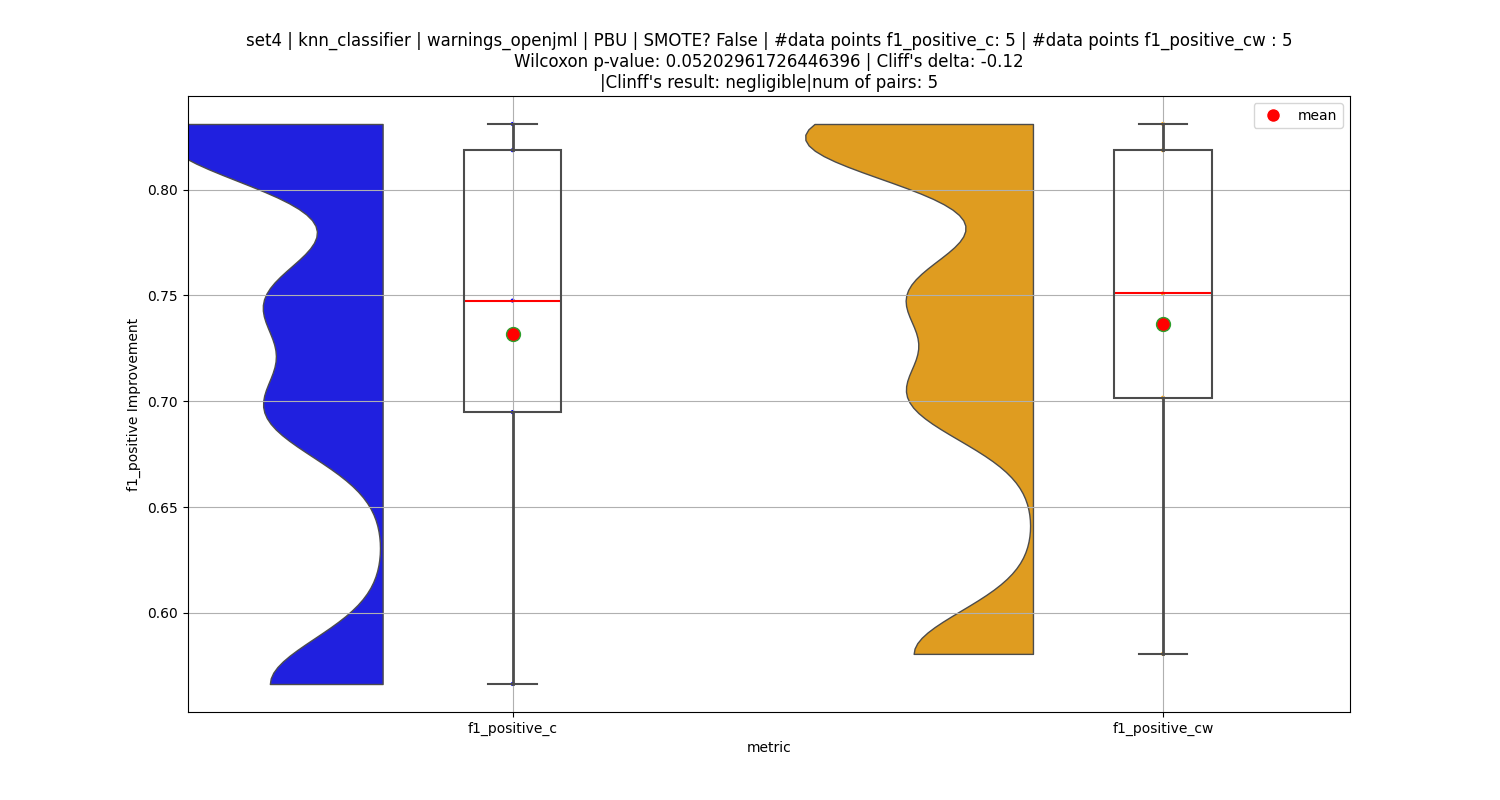 set4 | knn_classifier | warnings_openjml | PBU | SMOTE? False | #data points f1_positive_c: 5 | #data points f1_positive_cw : 5
Wilcoxon p-value: 0.05202961726446396 | Cliff's delta: -0.12
|Clinff's result: negligible|num of pairs: 5
mean
0.80
0.75
0.70
0.65
0.60
f1_positive Improvement
f1_positive_c
f1_positive_cw
metric